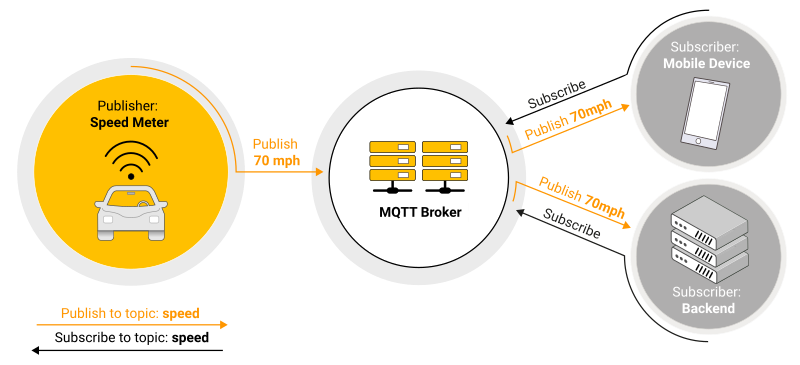 Publisher:
Speed Meter
Publish
70 mph
MQTT Broker
Subscribe
Publish 70mph
Subscriber:
Mobile Device
Publish 70mph
Subscribe
Subscriber:
Backend
Publish to topic: speed
Subscribe to topic: speed